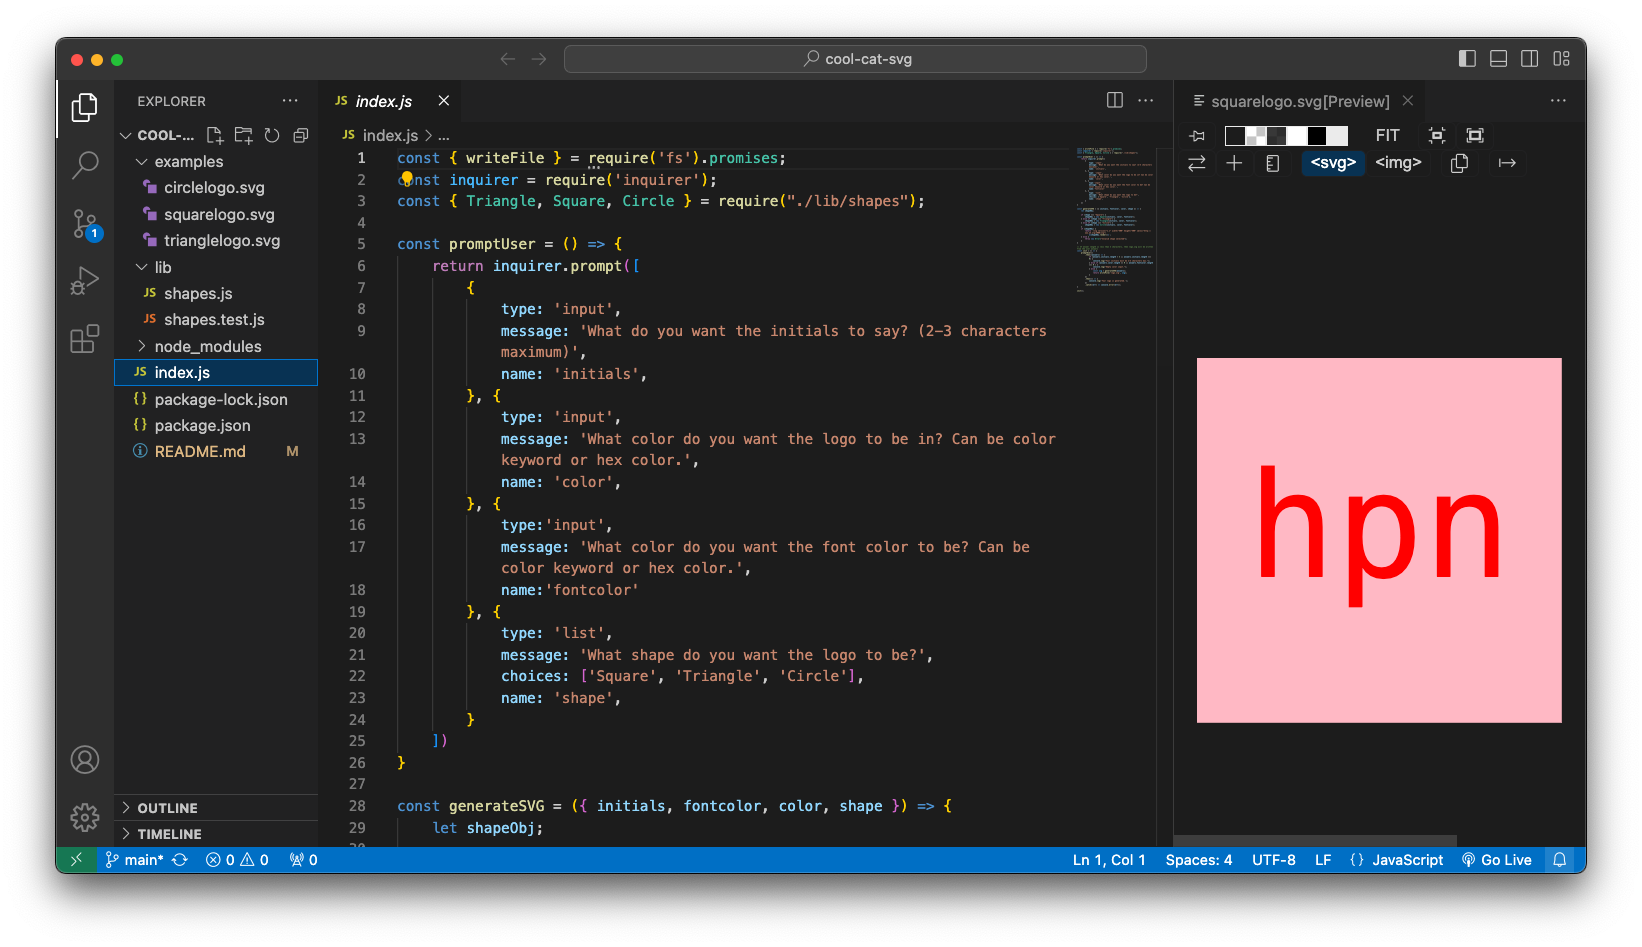 cool-cat-svg
EXPLORER
COOL-...
examples
circlelogo.svg
squarelogo.svg
trianglelogo.svg
lib
JS shapes.js
JS shapes.test.js
node_modules
JS index.js
{} package-lock.json
{} package.json
README.md M
OUTLINE
TIMELINE
1
JS index.js
JS index.js > ...
1 const { writeFile } = require('fs').promises;
2 const inquirer = require('inquirer');
3 const { Triangle, Square, Circle } = require("./lib/shapes");
4
5 const promptUser = () => {
6 return inquirer.prompt([
7 {
8 type: 'input',
9 message: 'What do you want the initials to say? (2-3 characters
maximum)',
10 name: 'initials',
11 }, {
12 type: 'input',
13 message: 'What color do you want the logo to be in? Can be color
keyword or hex color.',
14 name: 'color',
15 }, {
16 type:'input',
17 message: 'What color do you want the font color to be? Can be
color keyword or hex color.',
18 name:'fontcolor'
19 }, {
20 type: 'list',
21 message: 'What shape do you want the logo to be?',
22 choices: ['Square', 'Triangle', 'Circle'],
23 name: 'shape',
24 }
25 ])
26 }
27
28 const generateSVG = ({ initials, fontcolor, color, shape }) => {
29 let shapeObj;
squarelogo.svg[Preview]
FIT
<svg> <img>
hpn
main* 0 0 0
Ln 1, Col 1 Spaces: 4 UTF-8 LF {} JavaScript Go Live